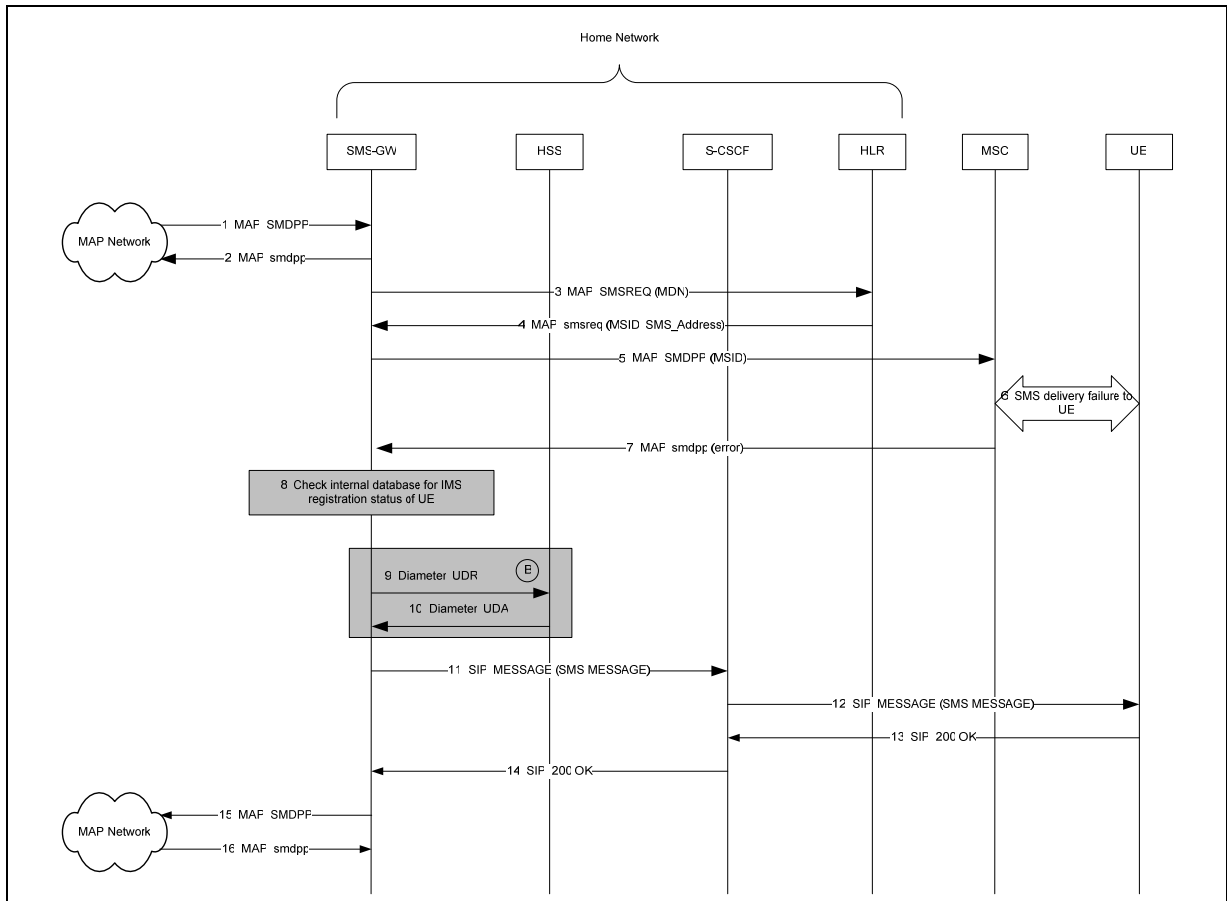 Home Network
SMS-GW
HSS
S-CSCF
HLR
MSC
UE
MAP Network
1 MAP SMDPP
2 MAP smdpp
3 MAP SMSREQ (MDN)
4 MAP smsreq (MSID SMS_Address)
5 MAP SMDPP (MSID)
6 SMS delivery failure to
UE
7 MAP smdpp (error)
8 Check internal database for IMS
registration status of UE
9 Diameter UDR
B
10 Diameter UDA
11 SIP MESSAGE (SMS MESSAGE)
12 SIP MESSAGE (SMS MESSAGE)
13 SIP 200 OK
14 SIP 200 OK
MAP Network
15 MAP SMDPP
16 MAP smdpp